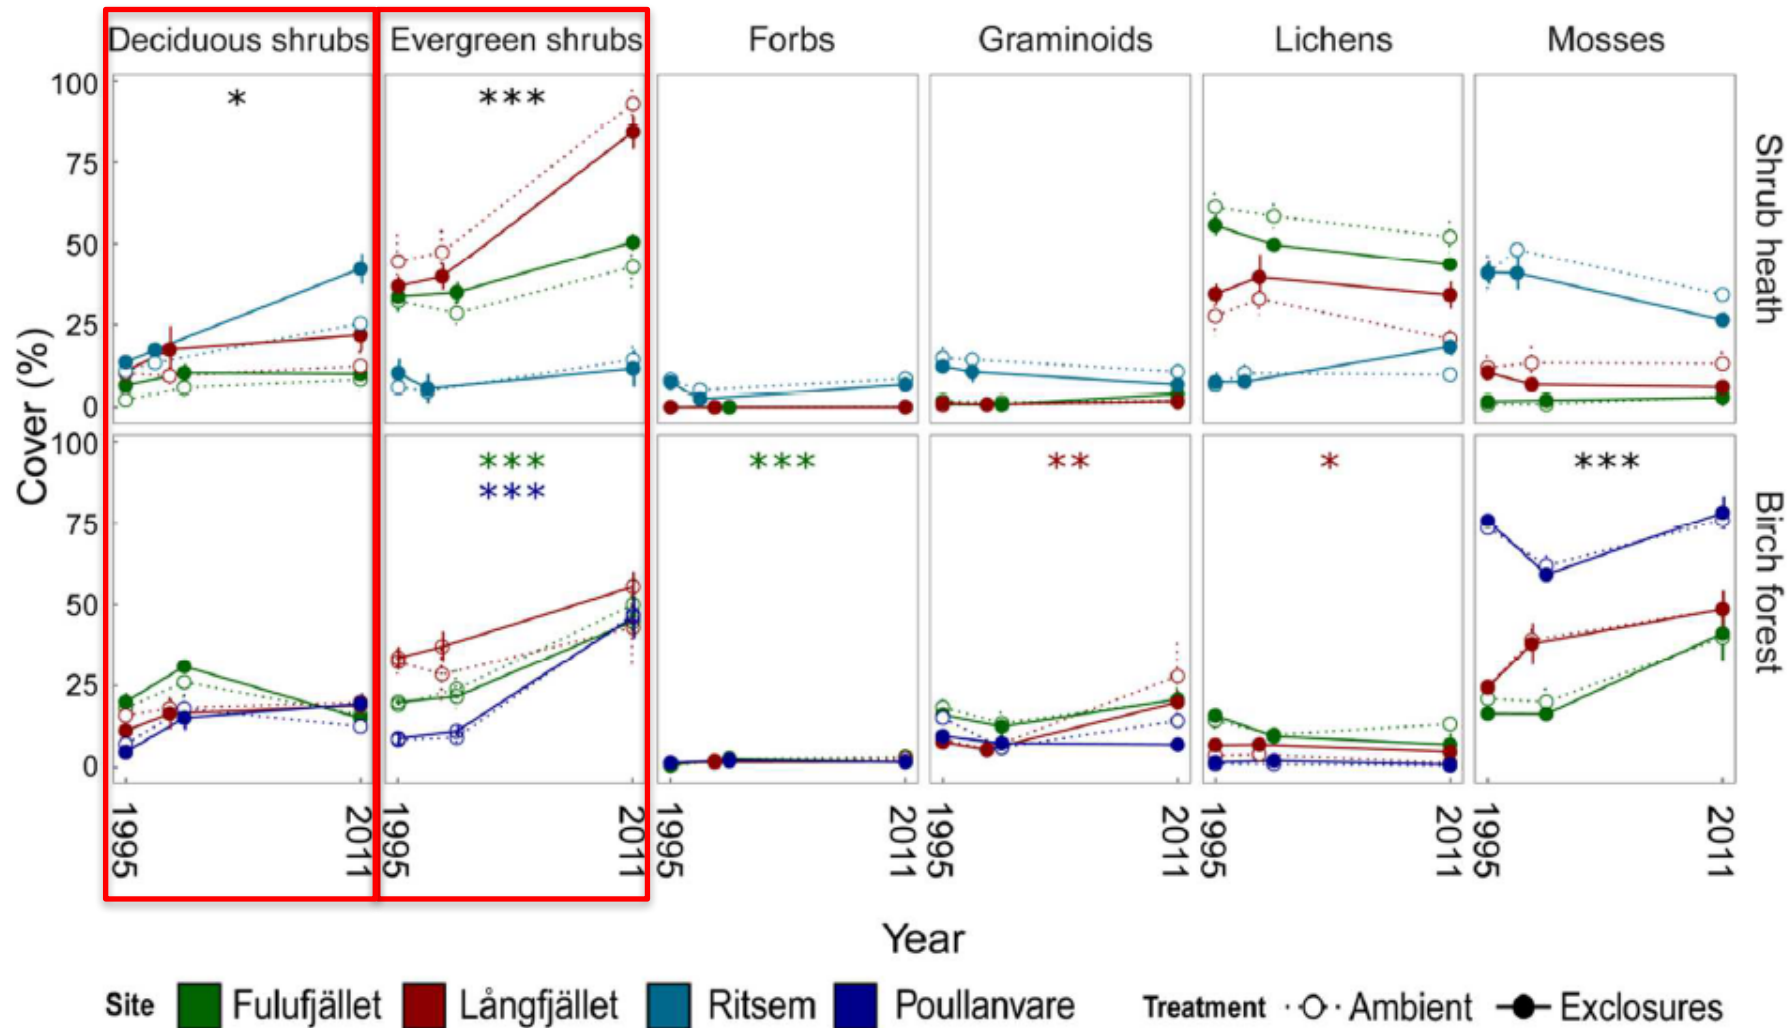 Deciduous shrubs Evergreen shrubs Forbs Graminoids Lichens Mosses
100 * ***
75
50
25
0
Shrub heath
Cover (%)
100 *** *** ** * ***
***
75
50
25
0
Birch forest
1995 2011 1995 2011 1995 2011 1995 2011 1995 2011 1995 2011
Year
Site Fulufjället Långfjället Ritsem Poullanvare Treatment Ambient Exclosures